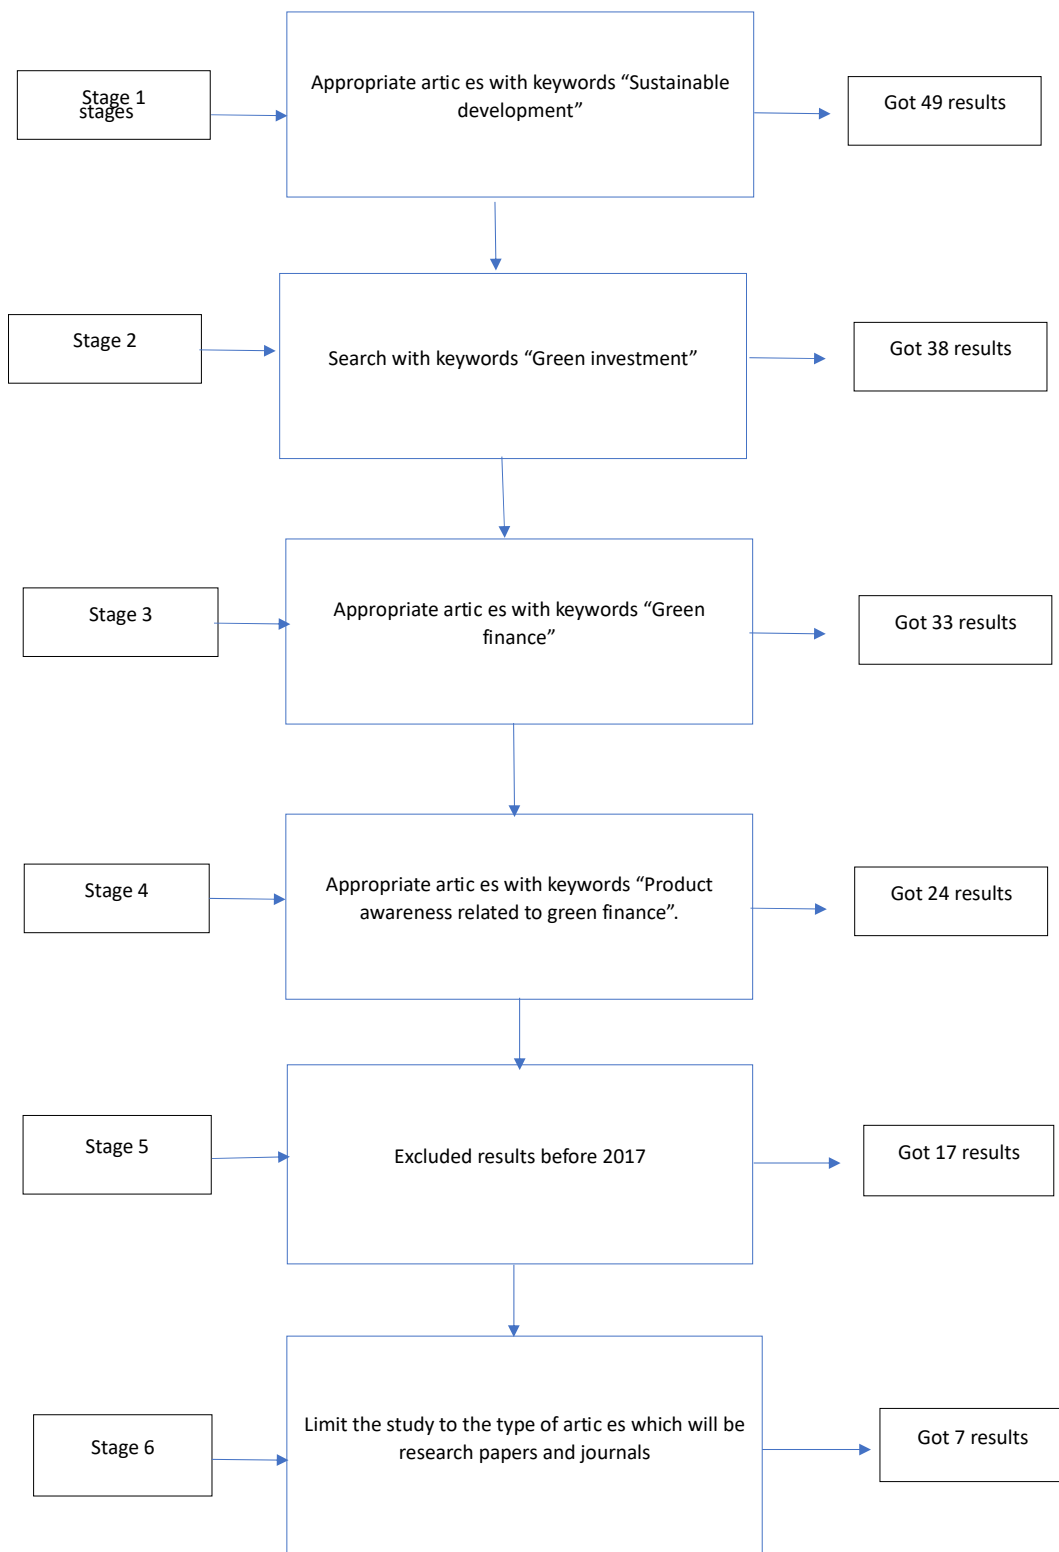 Stage 1
stages
Appropriate artic es with keywords “Sustainable
development”
Got 49 results
Stage 2
Search with keywords “Green investment”
Got 38 results
Stage 3
Appropriate artic es with keywords “Green
finance”
Got 33 results
Stage 4
Appropriate artic es with keywords “Product
awareness related to green finance”.
Got 24 results
Stage 5
Excluded results before 2017
Got 17 results
Stage 6
Limit the study to the type of artic es which will be
research papers and journals
Got 7 results